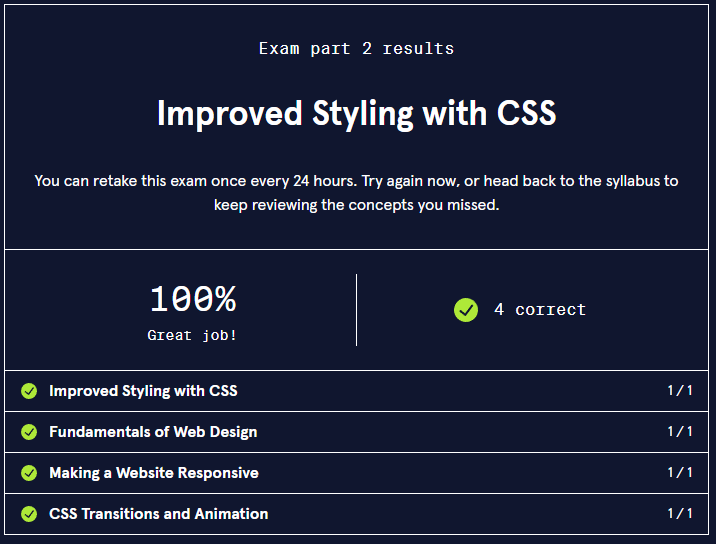 Exam part 2 results
Improved Styling with CSS
You can retake this exam once every 24 hours. Try again now, or head back to the syllabus to
keep reviewing the concepts you missed.
100%
Great job!
4 correct
Improved Styling with CSS 1/1
Fundamentals of Web Design 1/1
Making a Website Responsive 1/1
CSS Transitions and Animation 1/1